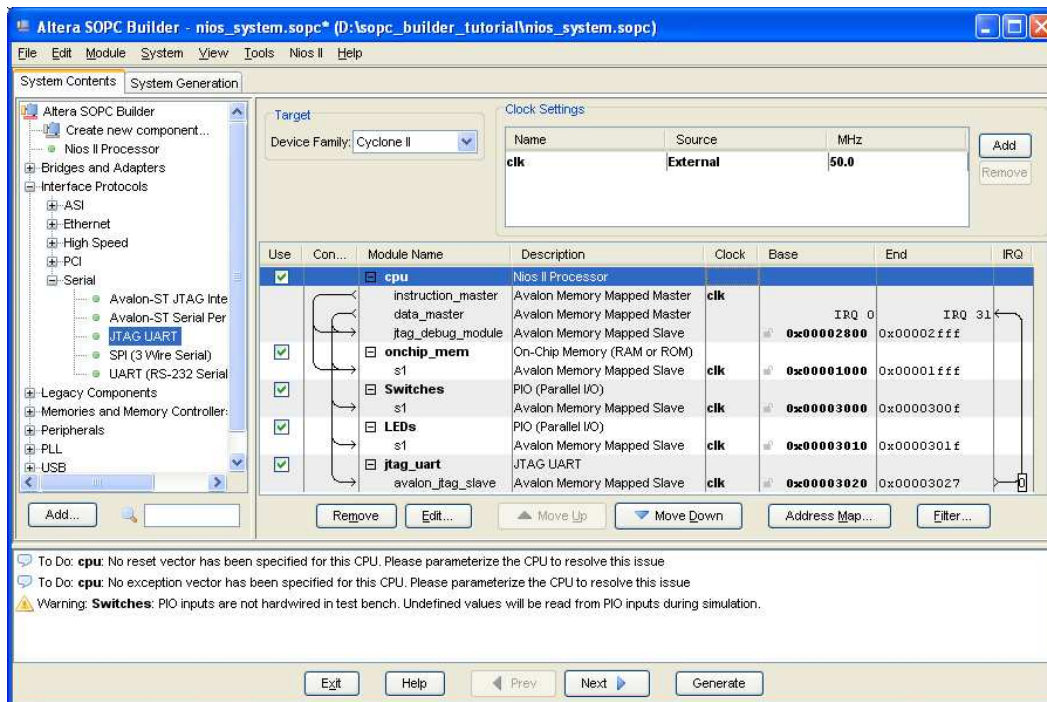 Altera SOPC Builder - nios_system.sopc* (D:\sopc_builder_tutorial\nios_system.sopc)
File Edit Module System View Tools Nios II Help
System Contents System Generation
Altera SOPC Builder
Create new component...
Nios II Processor
Bridges and Adapters
Interface Protocols
ASI
Ethernet
High Speed
PCI
Serial
Avalon-ST JTAG Inte
Avalon-ST Serial Per
JTAG UART
SPI (3 Wire Serial)
UART (RS-232 Serial
Legacy Components
Memories and Memory Controller:
Peripherals
PLL
USB
Add...
Target
Device Family: Cyclone II
Clock Settings
Name Source MHz
clk External 50.0
Add
Remove
Use Con... Module Name Description Clock Base End IRQ
cpu Nios II Processor
instruction_master Avalon Memory Mapped Master clk
data_master Avalon Memory Mapped Master IRQ 0 IRQ 31
jtag_debug_module Avalon Memory Mapped Slave 0x00002800 0x00002fff
onchip_mem On-Chip Memory (RAM or ROM)
s1 Avalon Memory Mapped Slave clk 0x00001000 0x00001fff
Switches PIO (Parallel I/O)
s1 Avalon Memory Mapped Slave clk 0x00003000 0x0000300f
LEDs PIO (Parallel I/O)
s1 Avalon Memory Mapped Slave clk 0x00003010 0x0000301f
jtag_uart JTAG UART
avalon_jtag_slave Avalon Memory Mapped Slave clk 0x00003020 0x00003027 0
Remove Edit... Move Up Move Down Address Map... Filter...
To Do: cpu: No reset vector has been specified for this CPU. Please parameterize the CPU to resolve this issue
To Do: cpu: No exception vector has been specified for this CPU. Please parameterize the CPU to resolve this issue
Warning: Switches: PIO inputs are not hardwired in test bench. Undefined values will be read from PIO inputs during simulation.
Exit Help Prev Next Generate